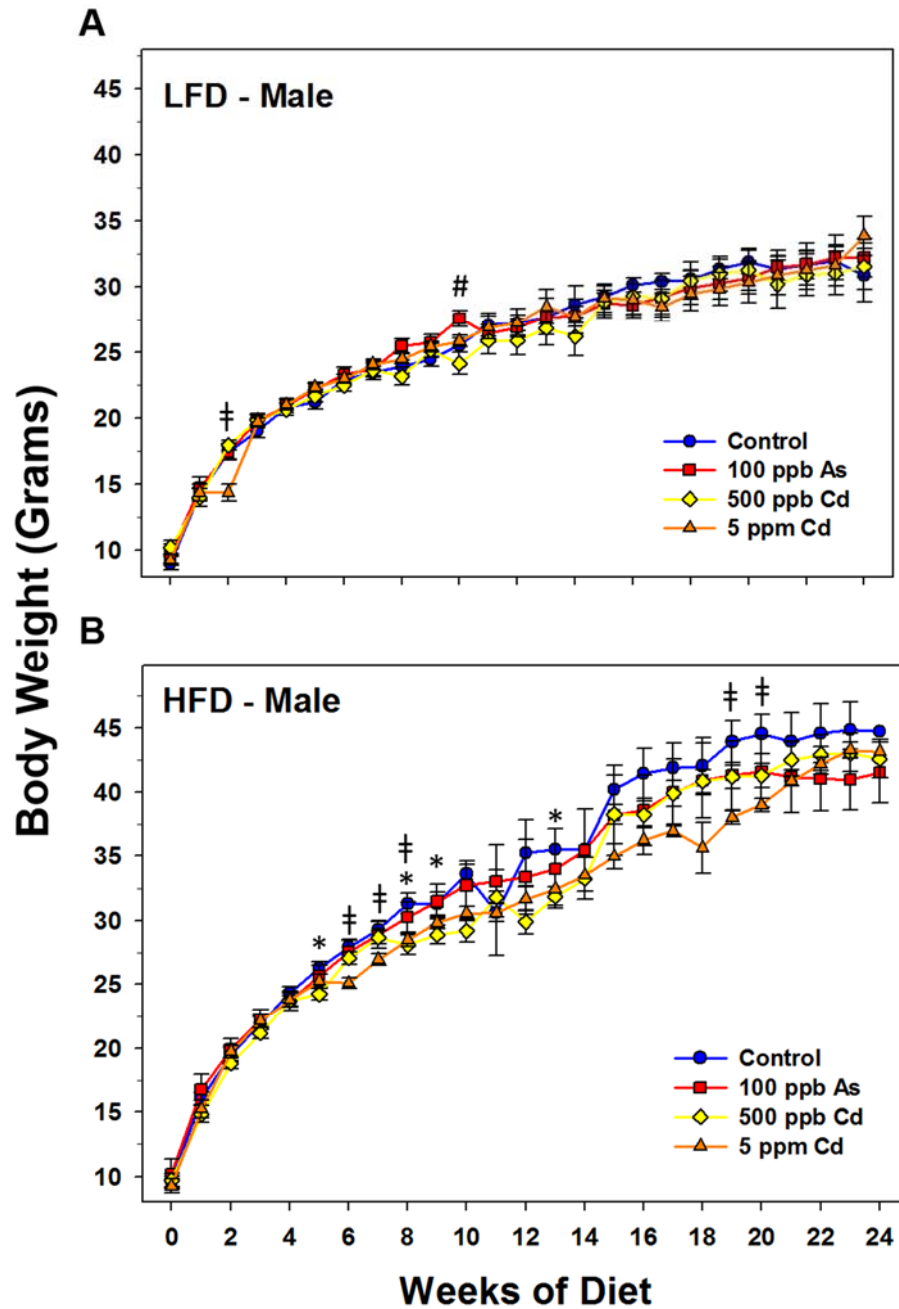 A
LFD - Male
45
40
35
30
25
20
15
10
#
‡
Control
100 ppb As
500 ppb Cd
5 ppm Cd
Body Weight (Grams)
B
HFD - Male
45
40
35
30
25
20
15
10
‡ ‡
*
‡
* *
‡ ‡
*
Control
100 ppb As
500 ppb Cd
5 ppm Cd
0 2 4 6 8 10 12 14 16 18 20 22 24
Weeks of Diet